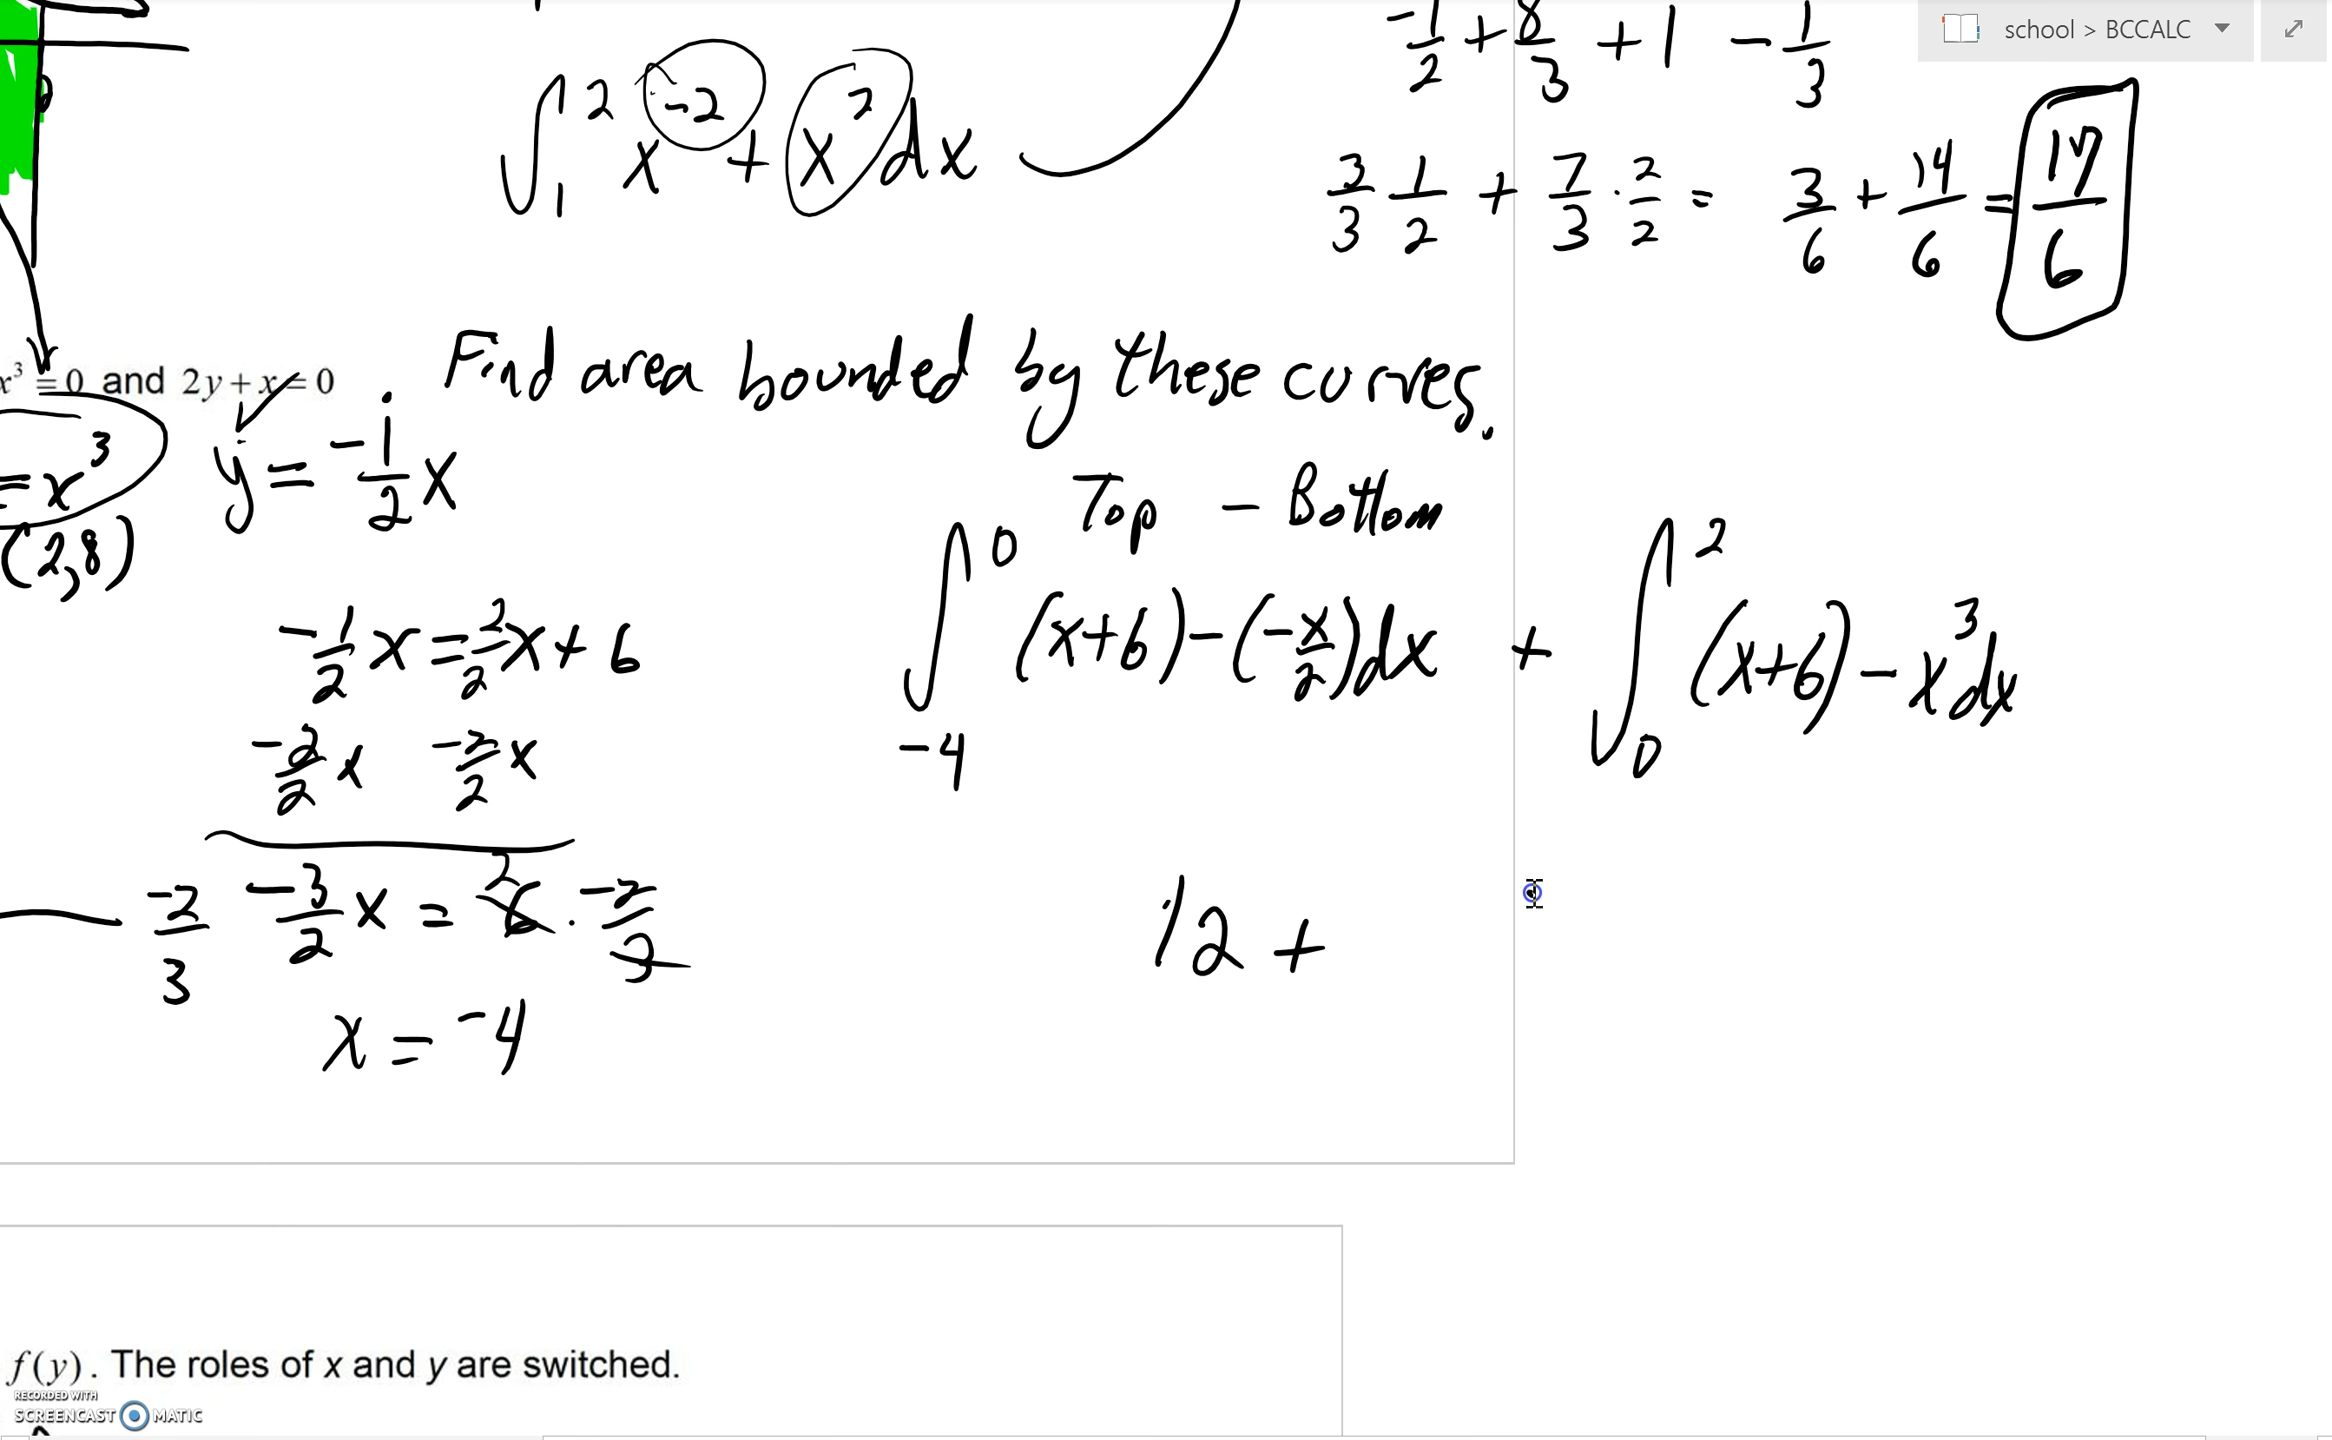 -1/2 + 8/3 + 1 - 1/3
school > BCCALC
∫₁² x⁻² + x² dx
3/3 1/2 + 7/3 · 2/2 = 3/6 + 14/6 = 17/6
x³ = 0 and 2y + x = 0
Find area bounded by these curves.
= x³
y = -1/2 x
(2,8)
Top - Bottom
-1/2 x = 2/2 x + 6
∫₋₄⁰ (x+6) - (-x/2) dx + ∫₀² (x+6) - x³ dx
-2/2 x -2/2 x
-2/3 -3/2 x = 6 2 · -2/3
12 +
x = -4
f(y). The roles of x and y are switched.
RECORDED WITH
SCREENCAST MATIC